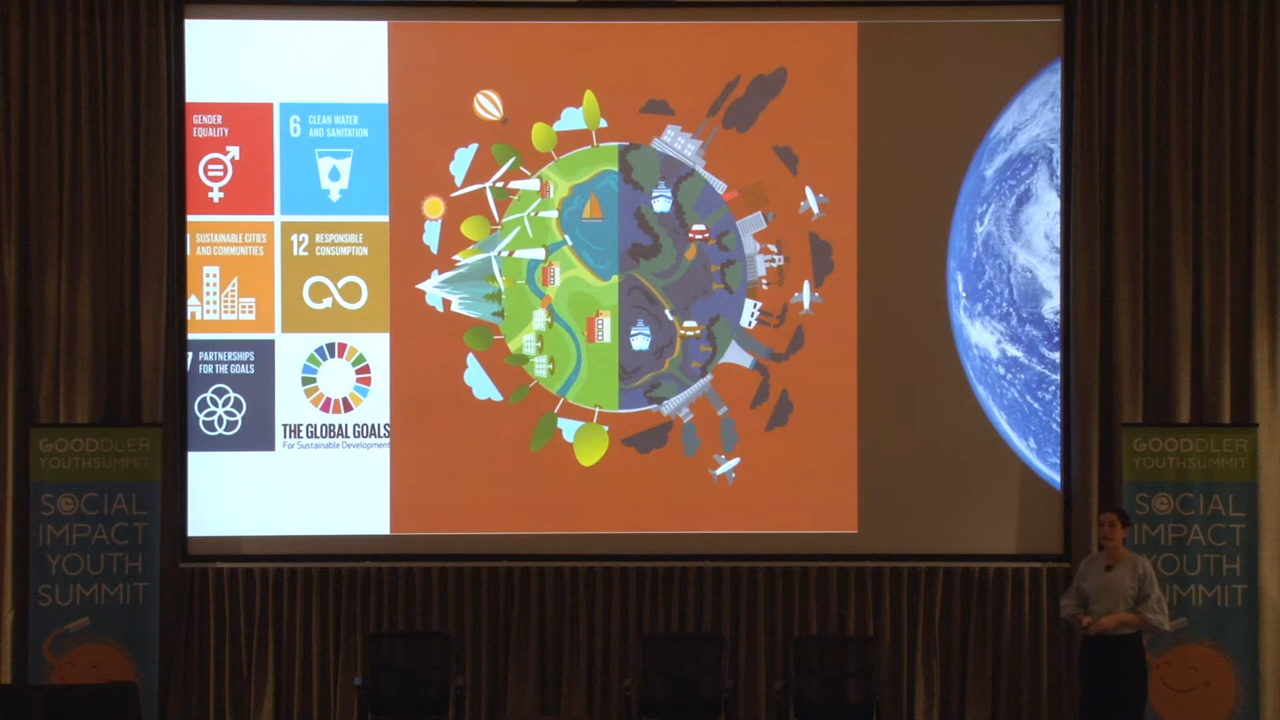 GENDER
EQUALITY
6 CLEAN WATER
AND SANITATION
SUSTAINABLE CITIES
AND COMMUNITIES
12 RESPONSIBLE
CONSUMPTION
PARTNERSHIPS
FOR THE GOALS
THE GLOBAL GOALS
For Sustainable Development
GOODDLER
YOUTHSUMMIT
SOCIAL
IMPACT
YOUTH
SUMMIT
GOODDLER
YOUTHSUMMIT
SOCIAL
IMPACT
YOUTH
UMMIT